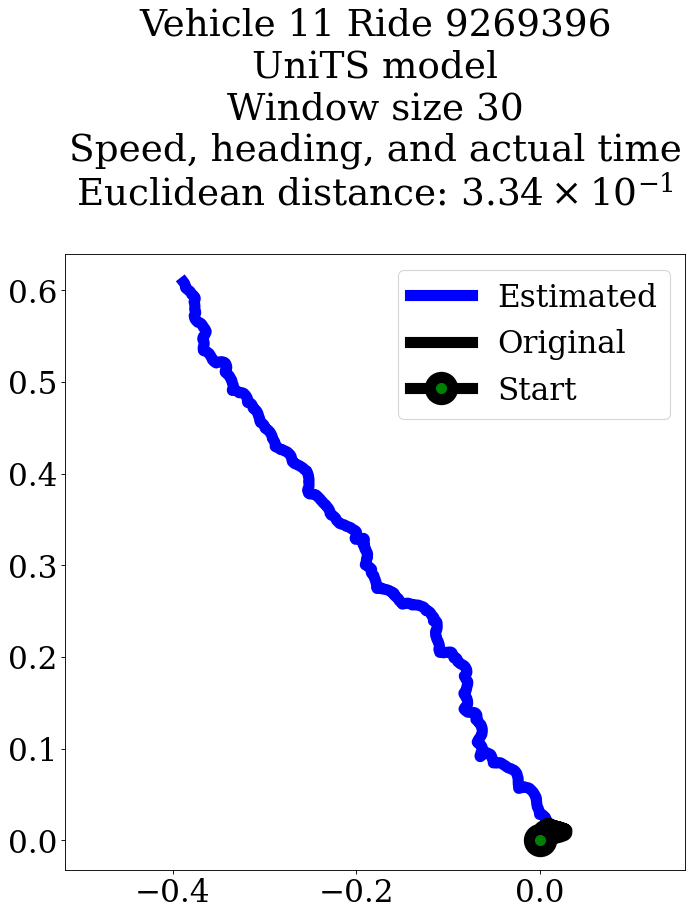 Vehicle 11 Ride 9269396
UniTS model
Window size 30
Speed, heading, and actual time
Euclidean distance: 3.34 × 10⁻¹
Estimated
Original
Start
0.6
0.5
0.4
0.3
0.2
0.1
0.0
−0.4
−0.2
0.0